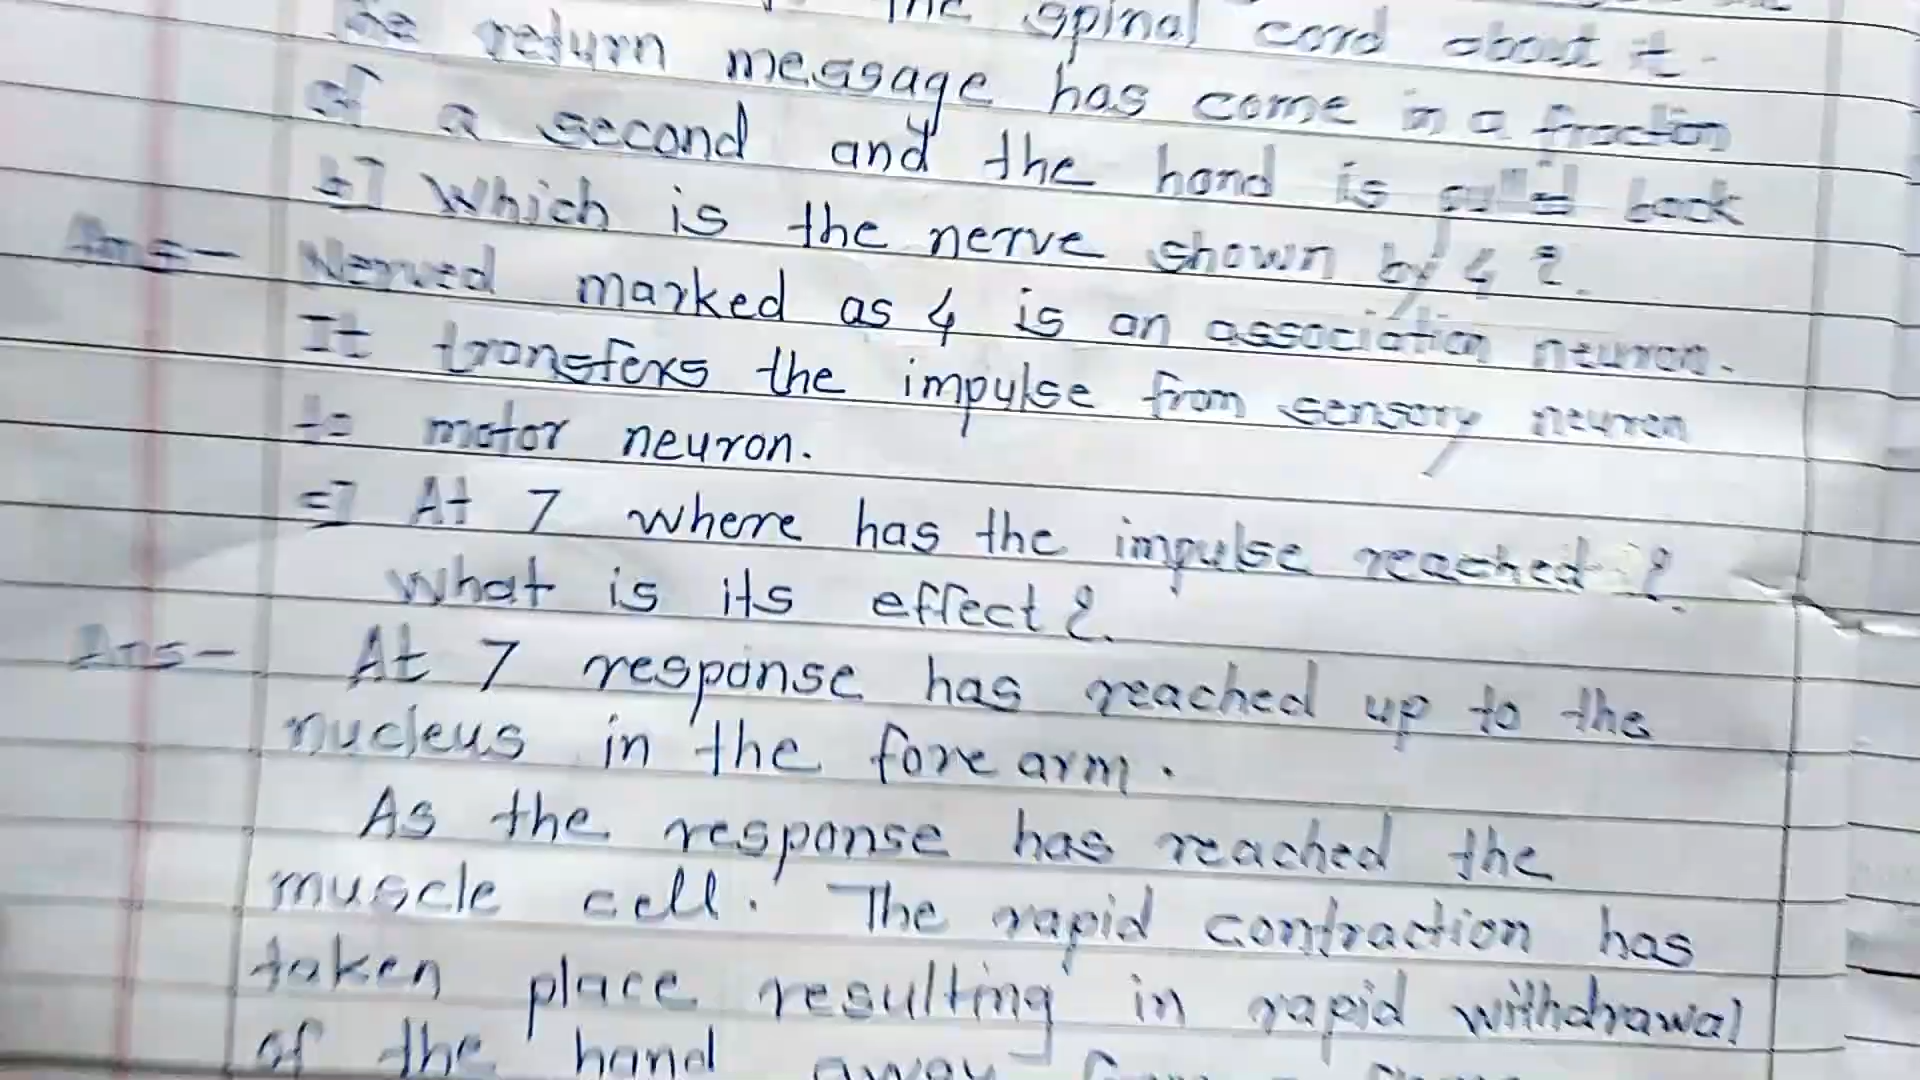 the spinal cord about it.
The return message has come in a fraction
of a second and the hand is pulled back
b] Which is the nerve shown by 4 ?
Ans- Nerved marked as 4 is an association neuron.
It transfers the impulse from sensory neuron
to motor neuron.
c] At 7 where has the impulse reached ?
What is its effect ?
Ans- At 7 response has reached up to the
nucleus in the fore arm.
As the response has reached the
muscle cell. The rapid contraction has
taken place resulting in rapid withdrawal
of the hand away from